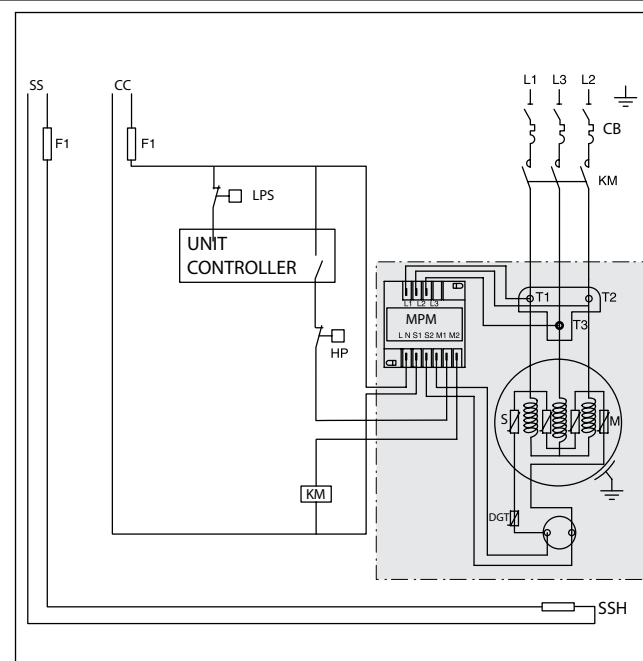 SS
CC
L1 L3 L2
F1
F1
CB
KM
LPS
UNIT
CONTROLLER
L1 L2 L3
MPM
L N S1 S2 M1 M2
T1
T2
T3
HP
S
M
KM
DGT
SSH